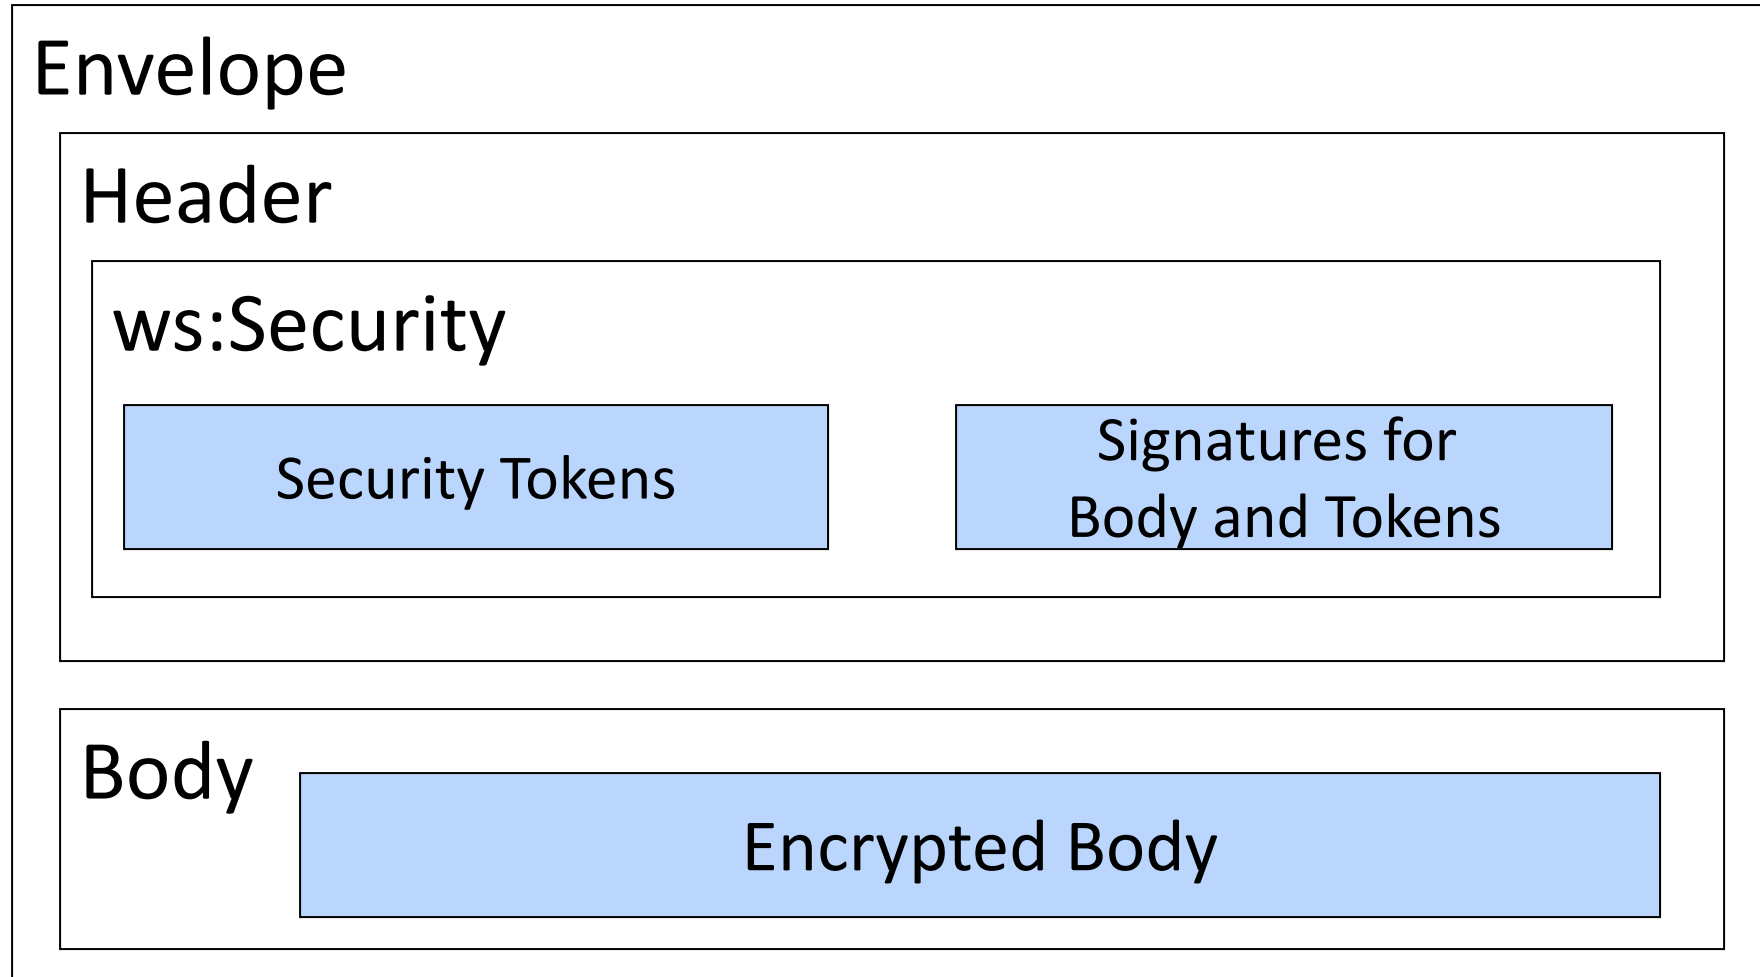 Envelope
Header
ws:Security
Security Tokens
Signatures for
Body and Tokens
Body
Encrypted Body